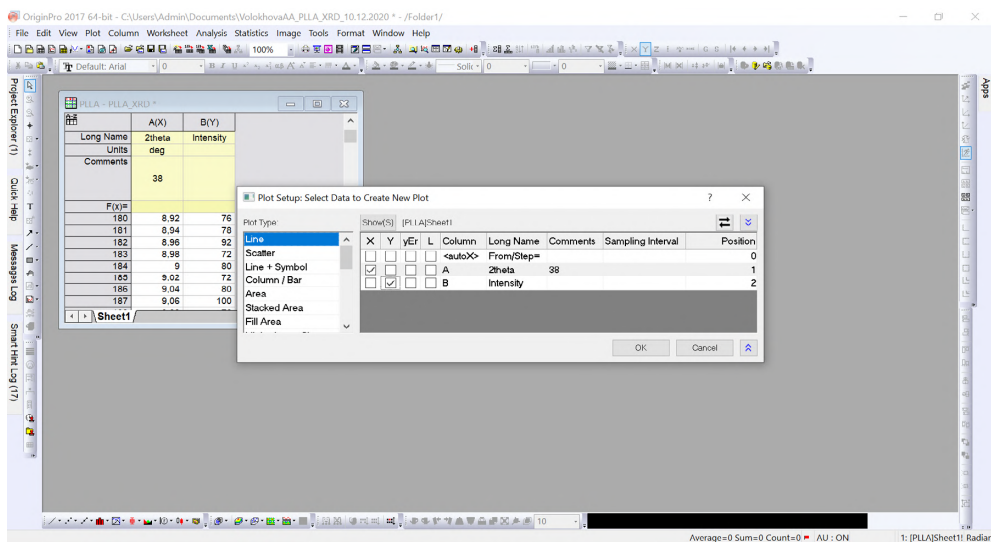 OriginPro 2017 64-bit - C:\Users\Admin\Documents\VolokhovaAA_PLLA_XRD_10.12.2020 * - /Folder1/
File Edit View Plot Column Worksheet Analysis Statistics Image Tools Format Window Help
100%
Default: Arial 0
0 0
Apps
Project Explorer (1)
Quick Help
Messages Log
Smart Hint Log (17)
PLLA - PLLA_XRD *
A(X) B(Y)
Long Name 2theta Intensity
Units deg
Comments 38
F(x)=
180 8,92 76
181 8,94 78
182 8,96 92
183 8,98 72
184 9 80
185 9,02 72
186 9,04 80
187 9,06 100
Sheet1
Plot Setup: Select Data to Create New Plot
Plot Type: Show(S) [PLLA]Sheet1
Line
Scatter
Line + Symbol
Column / Bar
Area
Stacked Area
Fill Area
X Y yEr L Column Long Name Comments Sampling Interval Position
<autoX> From/Step= 0
A 2theta 38 1
B Intensity 2
OK Cancel
10
Average=0 Sum=0 Count=0 AU : ON 1: [PLLA]Sheet1! Radian